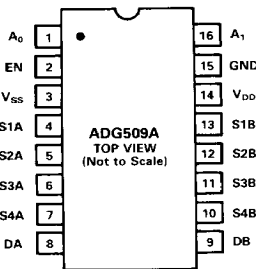 A₀ 1 16 A₁
EN 2 15 GND
VSS 3 14 VDD
S1A 4 13 S1B
S2A 5 12 S2B
S3A 6 11 S3B
S4A 7 10 S4B
DA 8 9 DB
ADG509A
TOP VIEW
(Not to Scale)